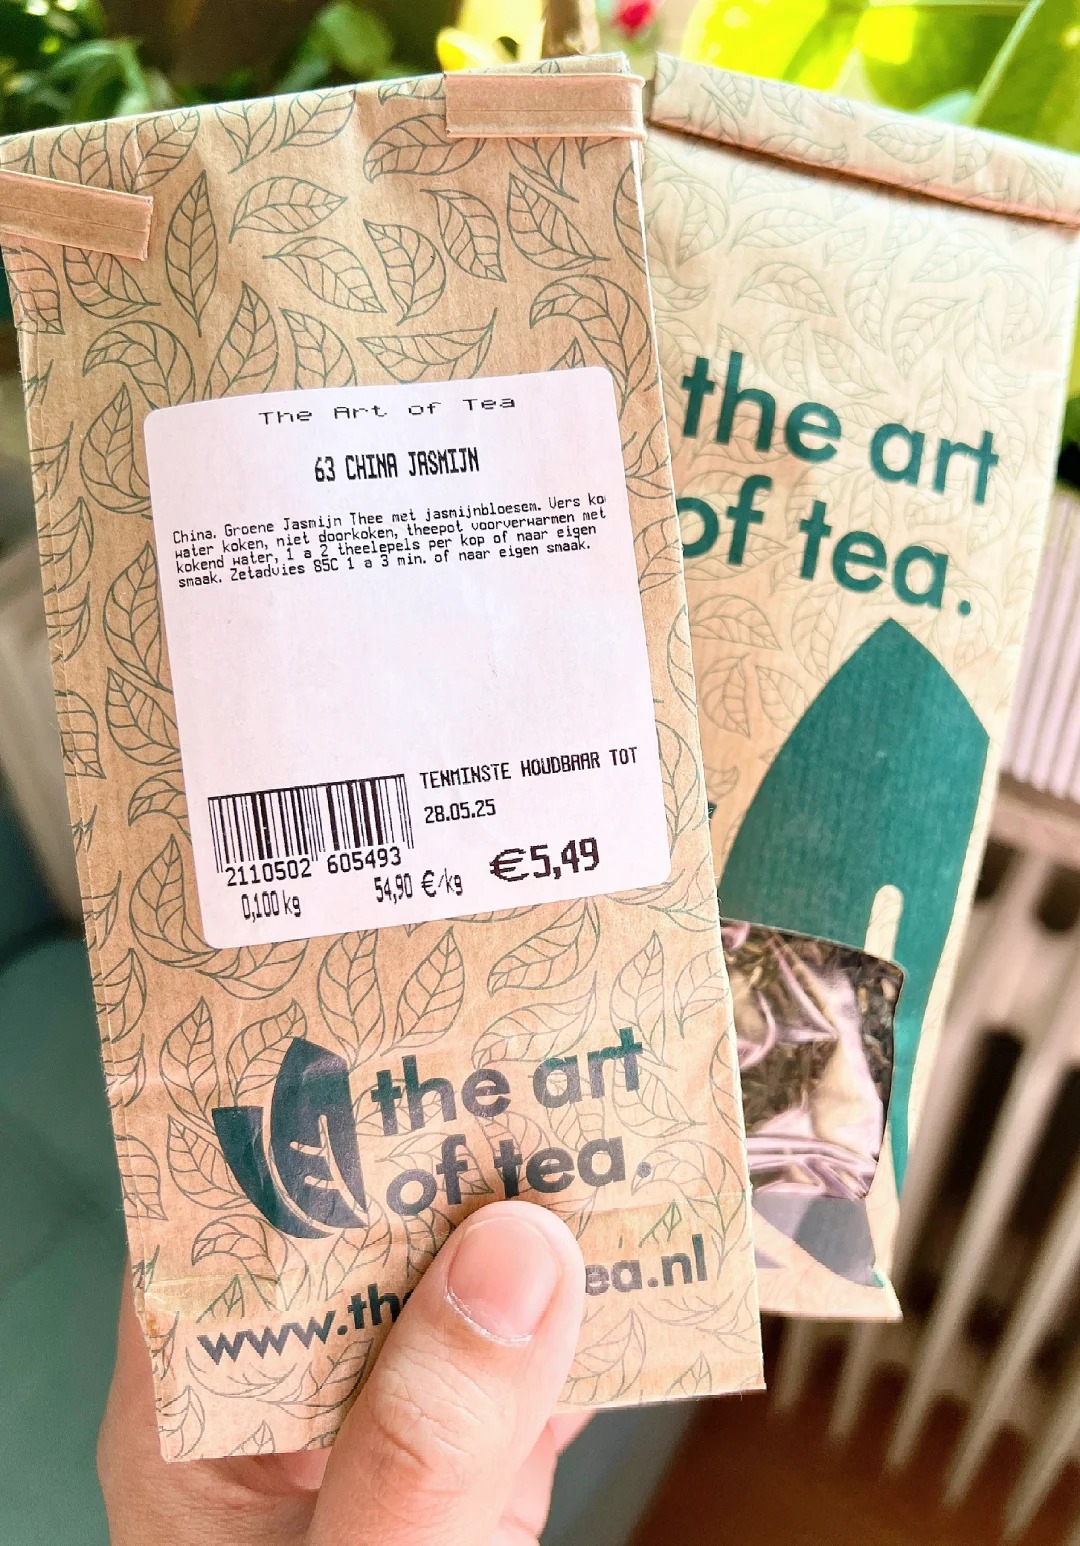 The Art of Tea
63 CHINA JASMIJN
China. Groene Jasmijn Thee met jasmijnbloesem. Vers ko
water koken, niet doorkoken, theepot voorverwarmen met
kokend water, 1 a 2 theelepels per kop of naar eigen
smaak. Zetadvies 85C 1 a 3 min. of naar eigen smaak.
TENMINSTE HOUDBAAR TOT
28.05.25
2110502 605493
0,100 kg
54,90 €/kg
€5,49
the art
of tea.
www.the
ea.nl
the art
of tea.